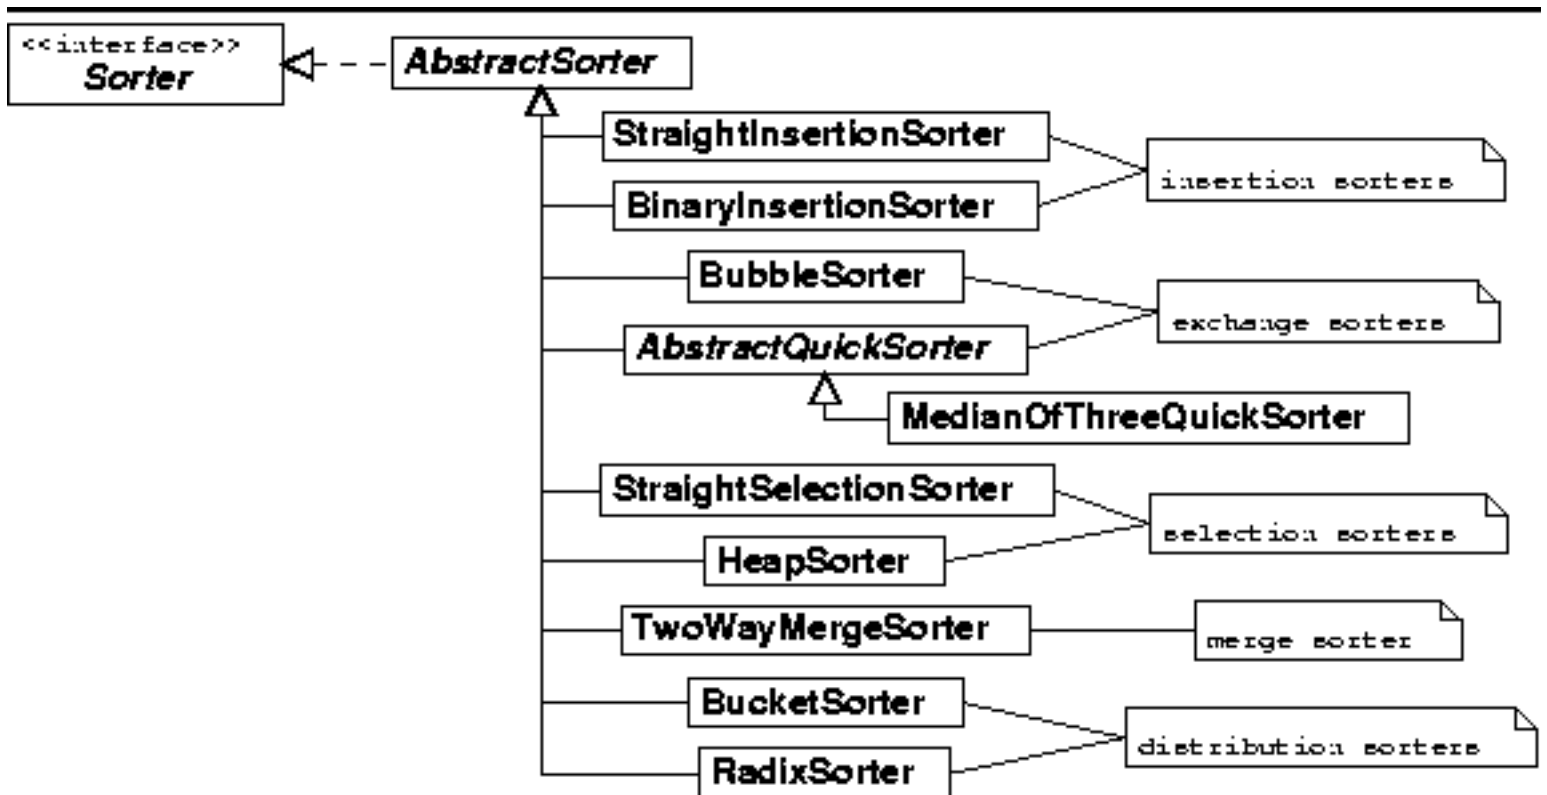 <<interface>>
Sorter
AbstractSorter
StraightInsertionSorter
BinaryInsertionSorter
insertion sorters
BubbleSorter
AbstractQuickSorter
exchange sorters
MedianOfThreeQuickSorter
StraightSelectionSorter
HeapSorter
selection sorters
TwoWayMergeSorter
merge sorter
BucketSorter
RadixSorter
distribution sorters